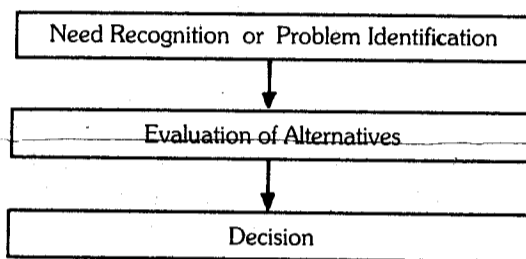 Need Recognition or Problem Identification
Evaluation of Alternatives
Decision